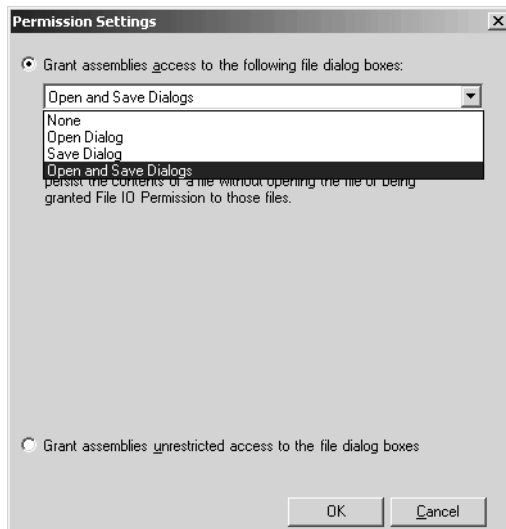 Permission Settings
Grant assemblies access to the following file dialog boxes:
Open and Save Dialogs
None
Open Dialog
Save Dialog
Open and Save Dialogs
persist the contents of a file without opening the file or being
granted File IO Permission to those files.
Grant assemblies unrestricted access to the file dialog boxes
OK
Cancel